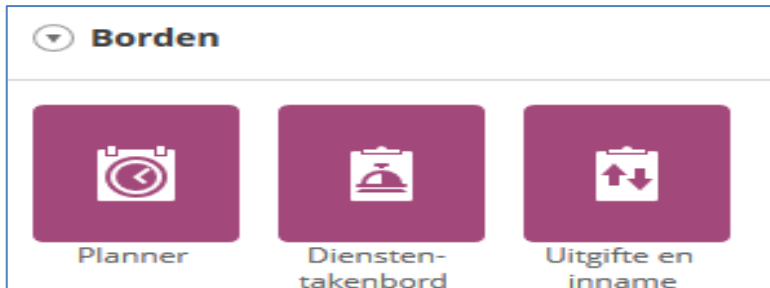 Borden
Planner
Diensten-
takenbord
Uitgifte en
inname